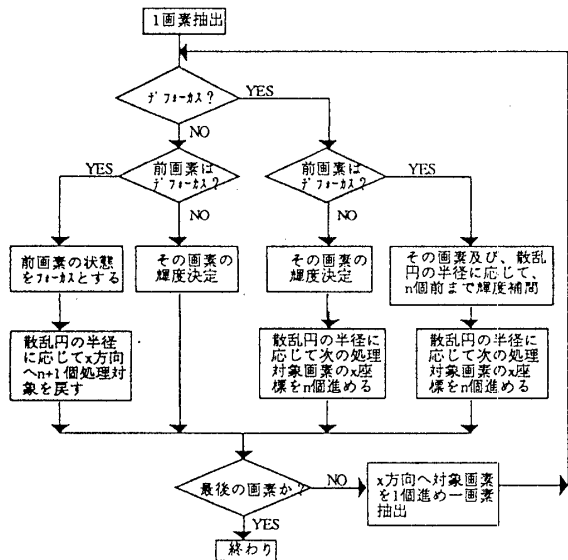 1画素抽出
デフォーカス?
YES
NO
前画素は
デフォーカス?
YES
NO
前画素は
デフォーカス?
YES
NO
前画素の状態
をフォーカスとする
その画素の
輝度決定
その画素の
輝度決定
その画素及び、散乱
円の半径に応じて、
n個前まで輝度補間
散乱円の半径
に応じてx方向
へn+1個処理対
象を戻す
散乱円の半径に
応じて次の処理
対象画素のx座
標をn個進める
散乱円の半径に
応じて次の処理
対象画素のx座
標をn個進める
最後の画素か?
NO
YES
x方向へ対象画素
を1個進め一画素
抽出
終わり